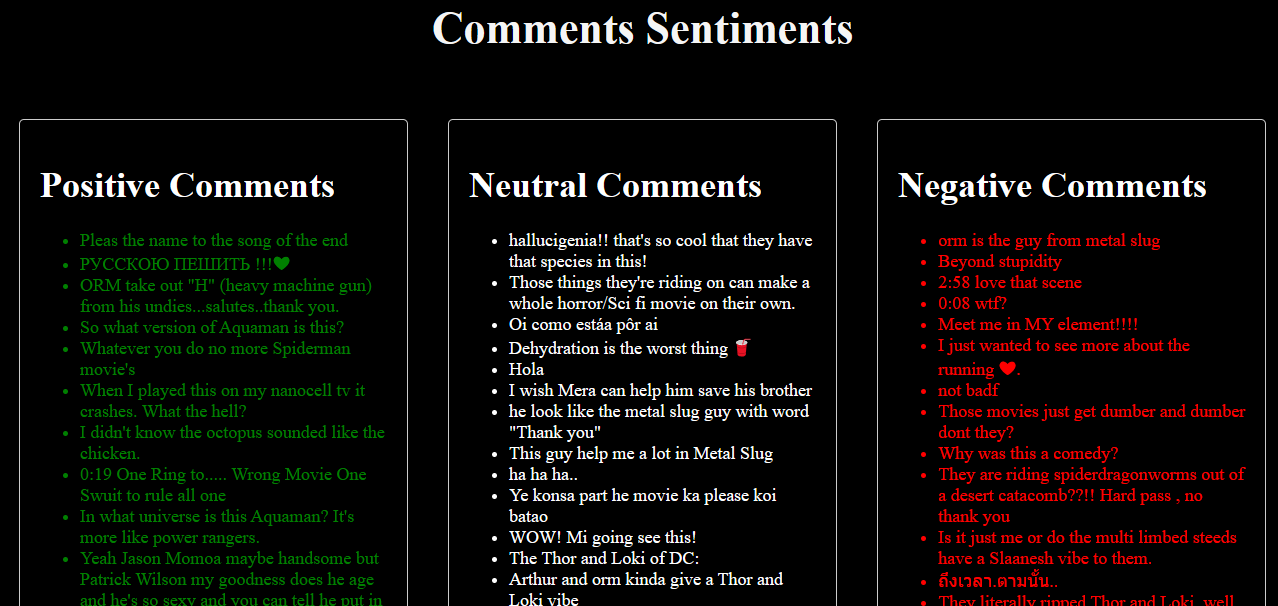 Comments Sentiments
Positive Comments
Pleas the name to the song of the end
РУССКОЮ ПЕШИТЬ !!!♥
ORM take out "H" (heavy machine gun)
from his undies...salutes..thank you.
So what version of Aquaman is this?
Whatever you do no more Spiderman
movie's
When I played this on my nanocell tv it
crashes. What the hell?
I didn't know the octopus sounded like the
chicken.
0:19 One Ring to..... Wrong Movie One
Swuit to rule all one
In what universe is this Aquaman? It's
more like power rangers.
Yeah Jason Momoa maybe handsome but
Patrick Wilson my goodness does he age
and he's so sexy and you can tell he put in
Neutral Comments
hallucigenia!! that's so cool that they have
that species in this!
Those things they're riding on can make a
whole horror/Sci fi movie on their own.
Oi como estáa pôr ai
Dehydration is the worst thing 🥤
Hola
I wish Mera can help him save his brother
he look like the metal slug guy with word
"Thank you"
This guy help me a lot in Metal Slug
ha ha ha..
Ye konsa part he movie ka please koi
batao
WOW! Mi going see this!
The Thor and Loki of DC:
Arthur and orm kinda give a Thor and
Loki vibe
Negative Comments
orm is the guy from metal slug
Beyond stupidity
2:58 love that scene
0:08 wtf?
Meet me in MY element!!!!
I just wanted to see more about the
running ♥.
not badf
Those movies just get dumber and dumber
dont they?
Why was this a comedy?
They are riding spiderdragonworms out of
a desert catacomb??!! Hard pass , no
thank you
Is it just me or do the multi limbed steeds
have a Slaanesh vibe to them.
ถึงเวลา.ตามนั้น..
They literally ripped Thor and Loki, well